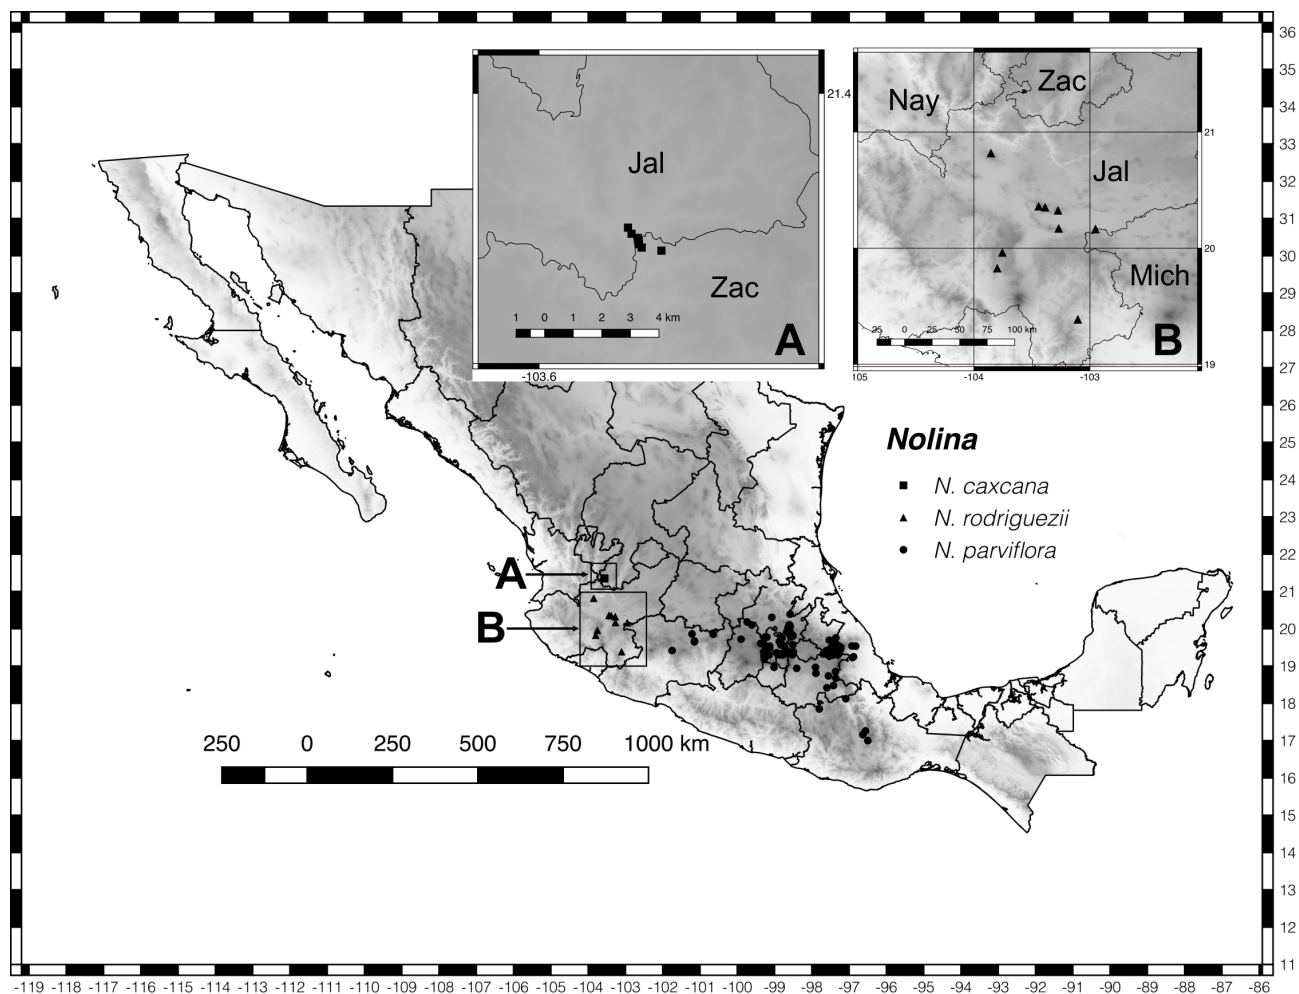 36
35
34
33
32
31
30
29
28
27
26
25
24
23
22
21
20
19
18
17
16
15
14
13
12
11
Jal
Zac
21.4
1 0 1 2 3 4 km
A
-103.6
Nay
Zac
Jal
Mich
21
20
19
25 0 25 50 75 100 km
B
105 -104 -103
Nolina
N. caxcana
N. rodriguezii
N. parviflora
A
B
250 0 250 500 750 1000 km
-119 -118 -117 -116 -115 -114 -113 -112 -111 -110 -109 -108 -107 -106 -105 -104 -103 -102 -101 -100 -99 -98 -97 -96 -95 -94 -93 -92 -91 -90 -89 -88 -87 -86